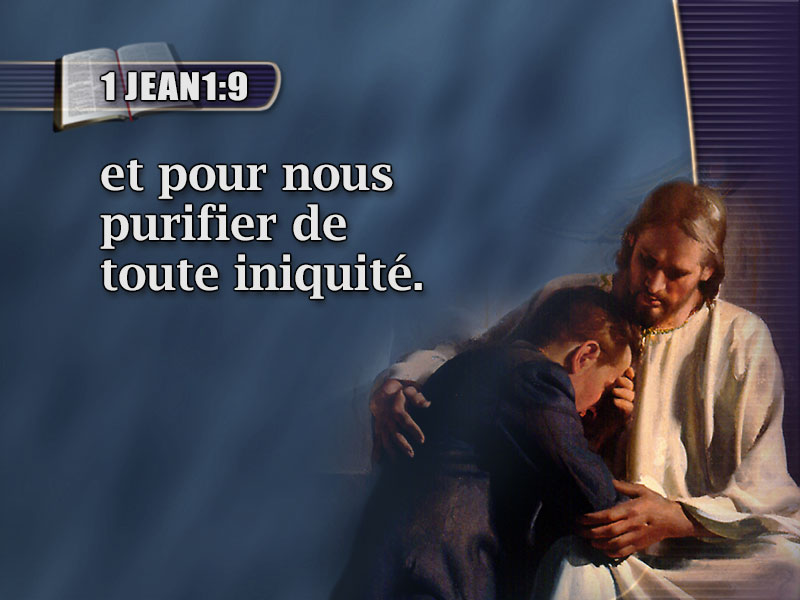 1 JEAN1:9
et pour nous
purifier de
toute iniquité.